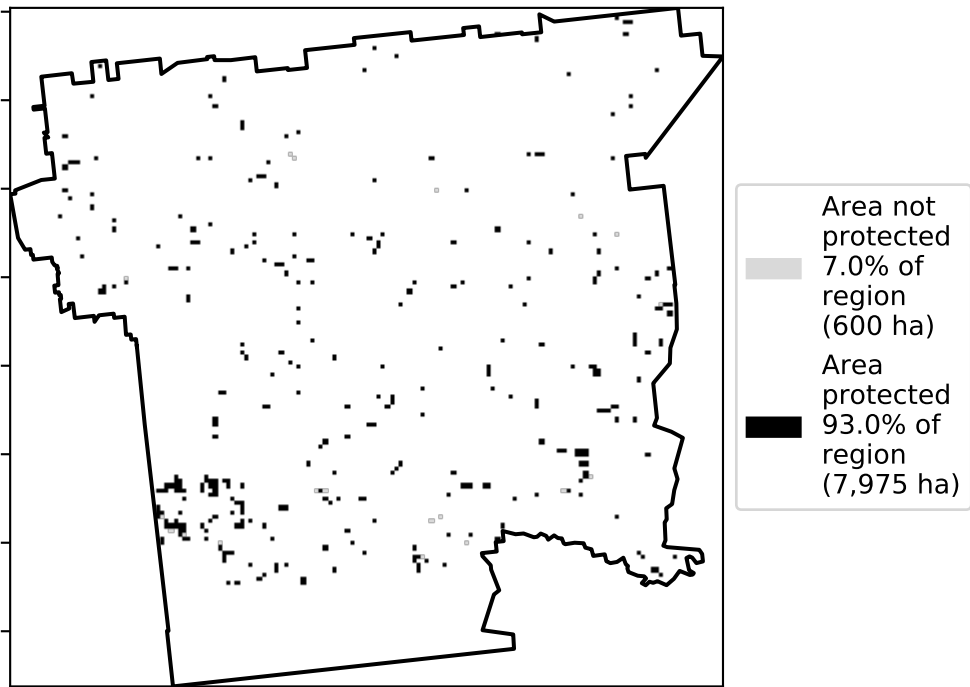 Area not
protected
7.0% of
region
(600 ha)
Area
protected
93.0% of
region
(7,975 ha)